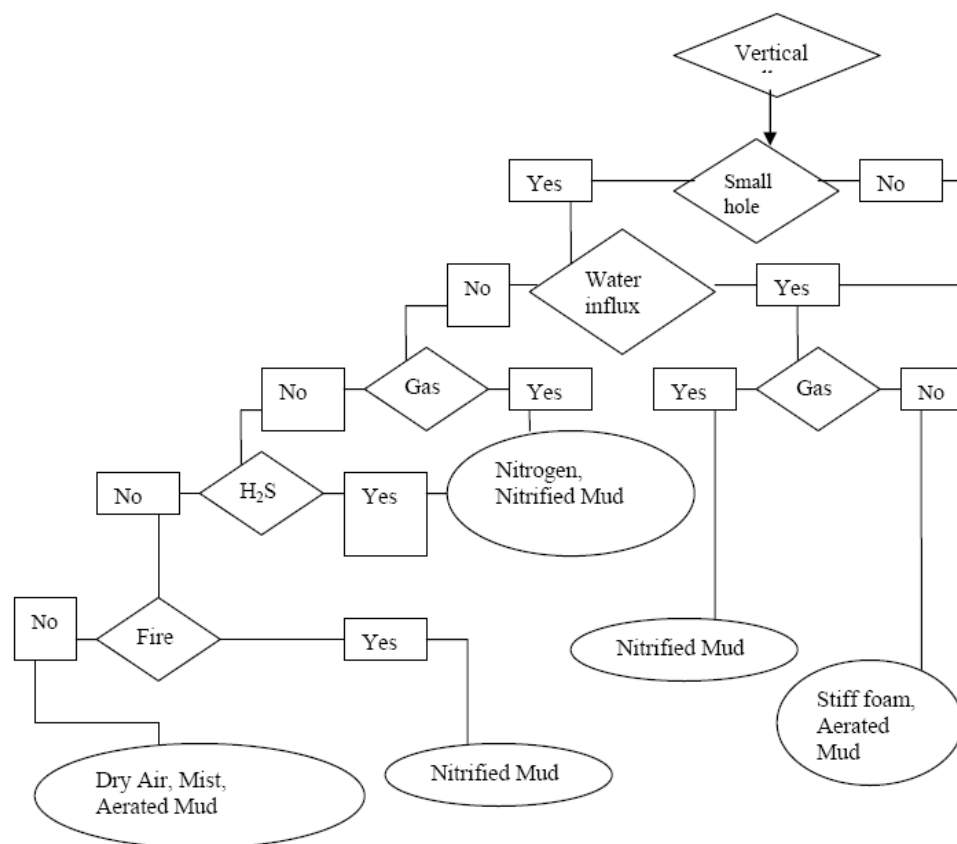 Vertical
Small
hole
Yes
No
Water
influx
No
Yes
Gas
No
Yes
Gas
Yes
No
H₂S
No
Yes
Nitrogen,
Nitrified Mud
Fire
No
Yes
Nitrified Mud
Stiff foam,
Aerated
Mud
Dry Air, Mist,
Aerated Mud
Nitrified Mud